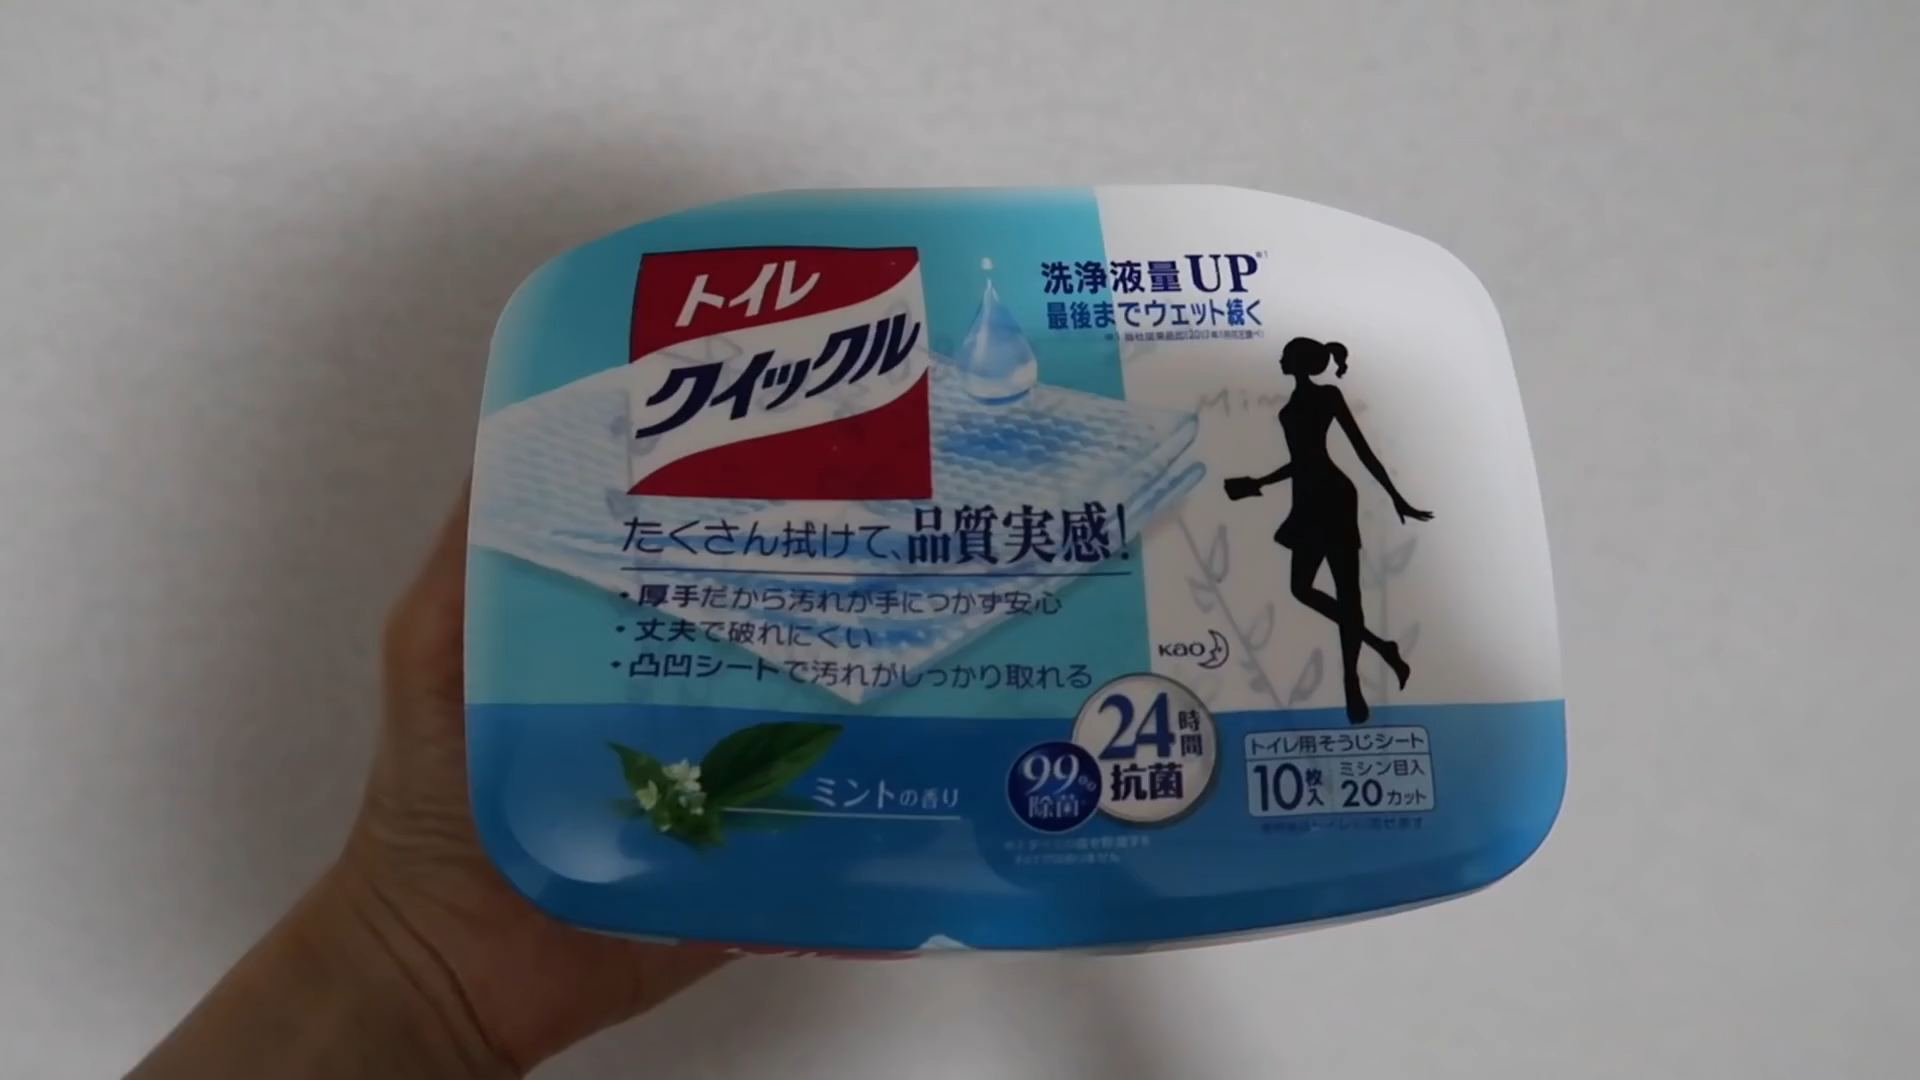 トイレ
クイックル
洗浄液量UP
最後までウェット続く
たくさん拭けて、品質実感!
・厚手だから汚れが手につかず安心
・丈夫で破れにくい
・凸凹シートで汚れがしっかり取れる
Kao
ミントの香り
99%
除菌
24時間
抗菌
トイレ用そうじシート
10枚入
ミシン目入
20カット